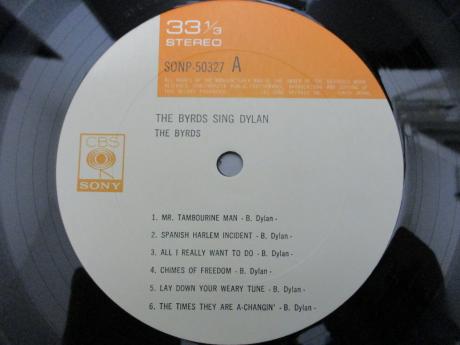 33 1/3
STEREO
SONP-50327 A
THE BYRDS SING DYLAN
THE BYRDS
CBS
SONY
1. MR. TAMBOURINE MAN - B. Dylan -
2. SPANISH HARLEM INCIDENT - B. Dylan -
3. ALL I REALLY WANT TO DO - B. Dylan -
4. CHIMES OF FREEDOM - B. Dylan -
5. LAY DOWN YOUR WEARY TUNE - B. Dylan -
6. THE TIMES THEY ARE A-CHANGIN' - B. Dylan -